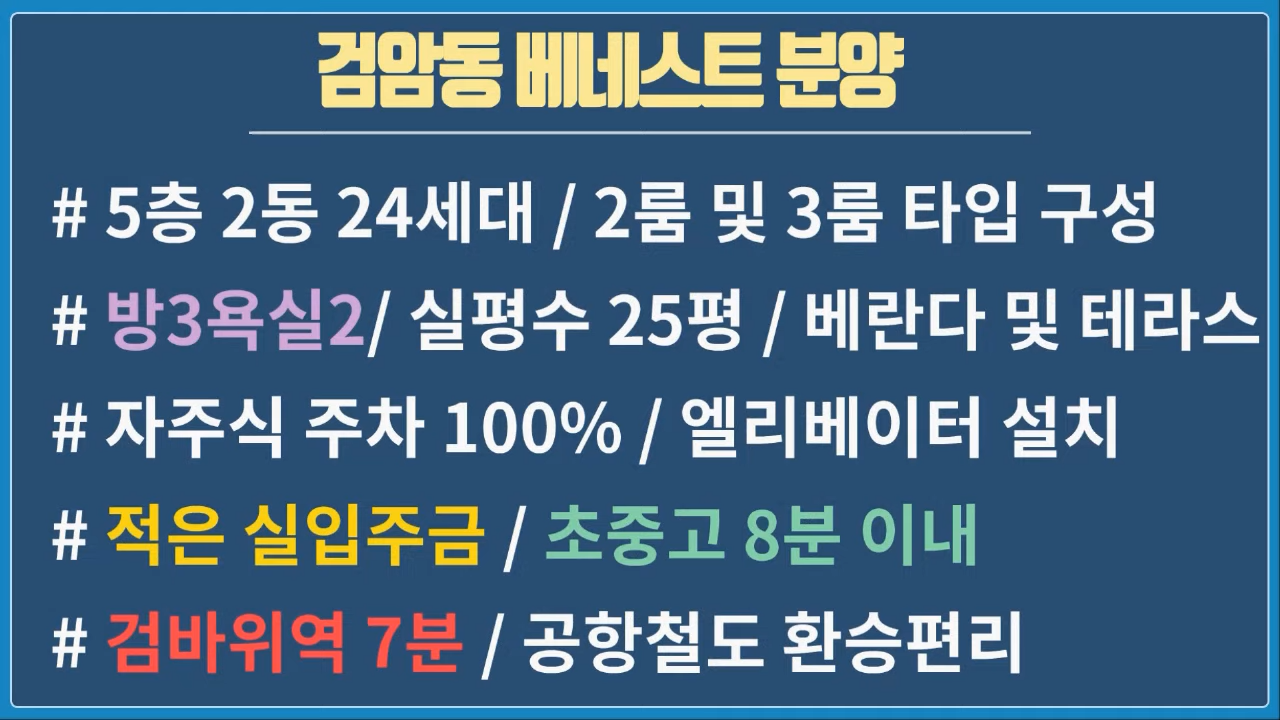 검암동 베네스트 분양
# 5층 2동 24세대 / 2룸 및 3룸 타입 구성
# 방3욕실2/ 실평수 25평 / 베란다 및 테라스
# 자주식 주차 100% / 엘리베이터 설치
# 적은 실입주금 / 초중고 8분 이내
# 검바위역 7분 / 공항철도 환승편리